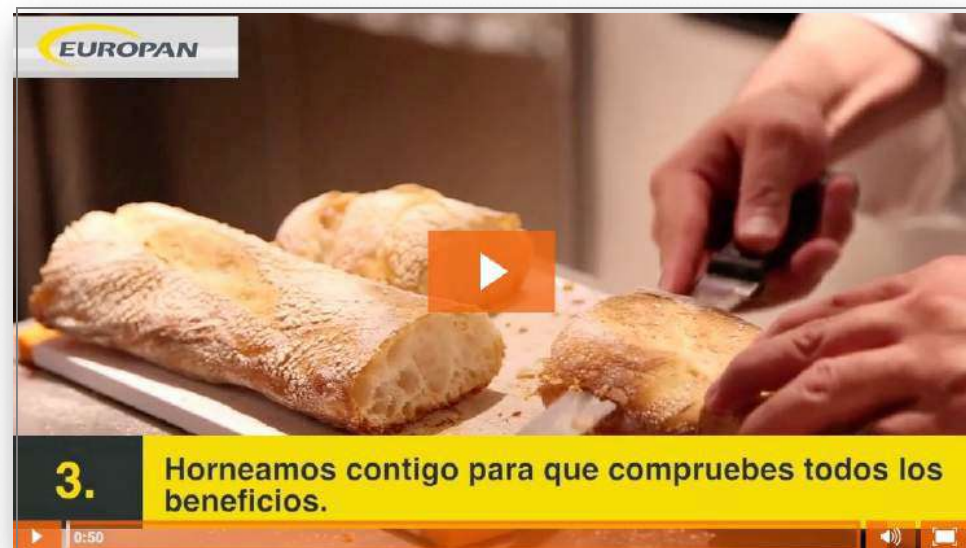 EUROPAN
3.
Horneamos contigo para que compruebes todos los
beneficios.
0:50